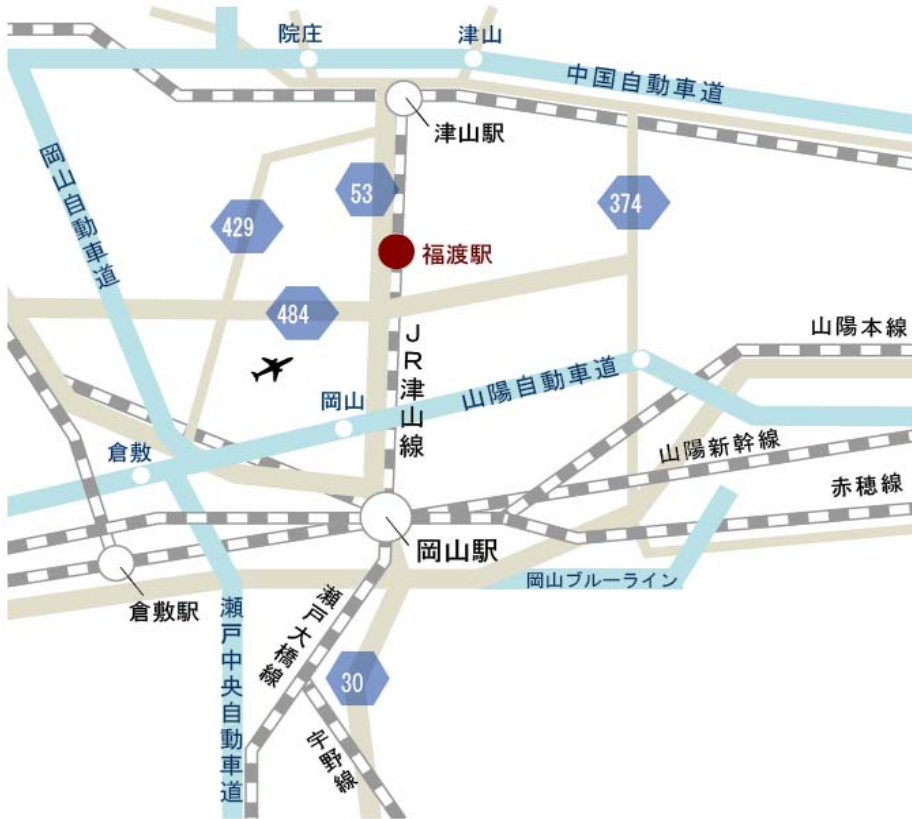 院庄
津山
中国自動車道
津山駅
岡山自動車道
53
374
429
福渡駅
484
JR津山線
山陽本線
山陽自動車道
岡山
倉敷
山陽新幹線
赤穂線
岡山駅
岡山ブルーライン
倉敷駅
瀬戸大橋線
瀬戸中央自動車道
30
宇野線